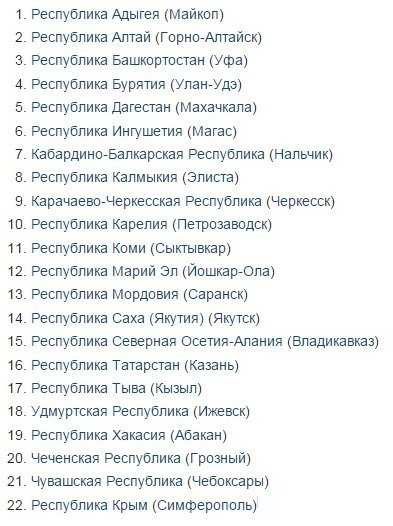 1. Республика Адыгея (Майкоп)
2. Республика Алтай (Горно-Алтайск)
3. Республика Башкортостан (Уфа)
4. Республика Бурятия (Улан-Удэ)
5. Республика Дагестан (Махачкала)
6. Республика Ингушетия (Магас)
7. Кабардино-Балкарская Республика (Нальчик)
8. Республика Калмыкия (Элиста)
9. Карачаево-Черкесская Республика (Черкесск)
10. Республика Карелия (Петрозаводск)
11. Республика Коми (Сыктывкар)
12. Республика Марий Эл (Йошкар-Ола)
13. Республика Мордовия (Саранск)
14. Республика Саха (Якутия) (Якутск)
15. Республика Северная Осетия-Алания (Владикавказ)
16. Республика Татарстан (Казань)
17. Республика Тыва (Кызыл)
18. Удмуртская Республика (Ижевск)
19. Республика Хакасия (Абакан)
20. Чеченская Республика (Грозный)
21. Чувашская Республика (Чебоксары)
22. Республика Крым (Симферополь)